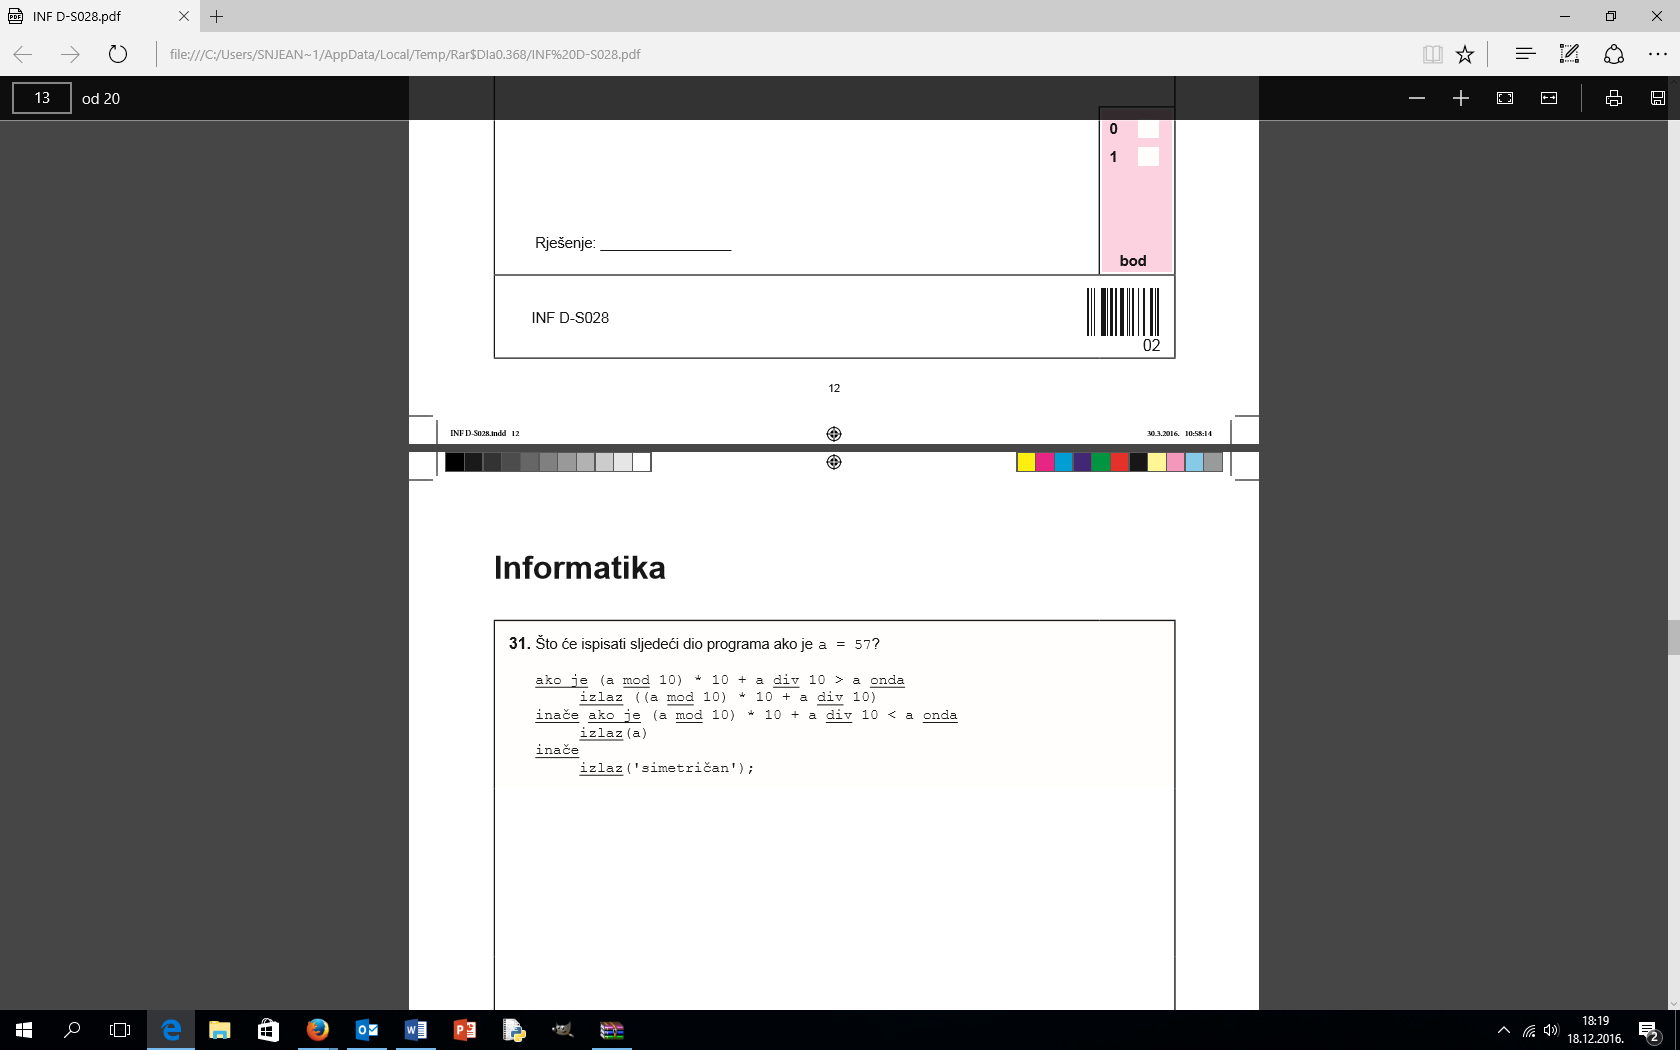 INF D-S028.pdf
file:///C:/Users/SNJEAN~1/AppData/Local/Temp/Rar$DIa0.368/INF%20D-S028.pdf
13 od 20
0
1
Rješenje: ________________
bod
INF D-S028
02
12
INF D-S028.indd 12
30.3.2016. 10:58:14
Informatika
31. Što će ispisati sljedeći dio programa ako je a = 57?
ako je (a mod 10) * 10 + a div 10 > a onda
izlaz ((a mod 10) * 10 + a div 10)
inače ako je (a mod 10) * 10 + a div 10 < a onda
izlaz(a)
inače
izlaz('simetričan');
18:19
18.12.2016.
2